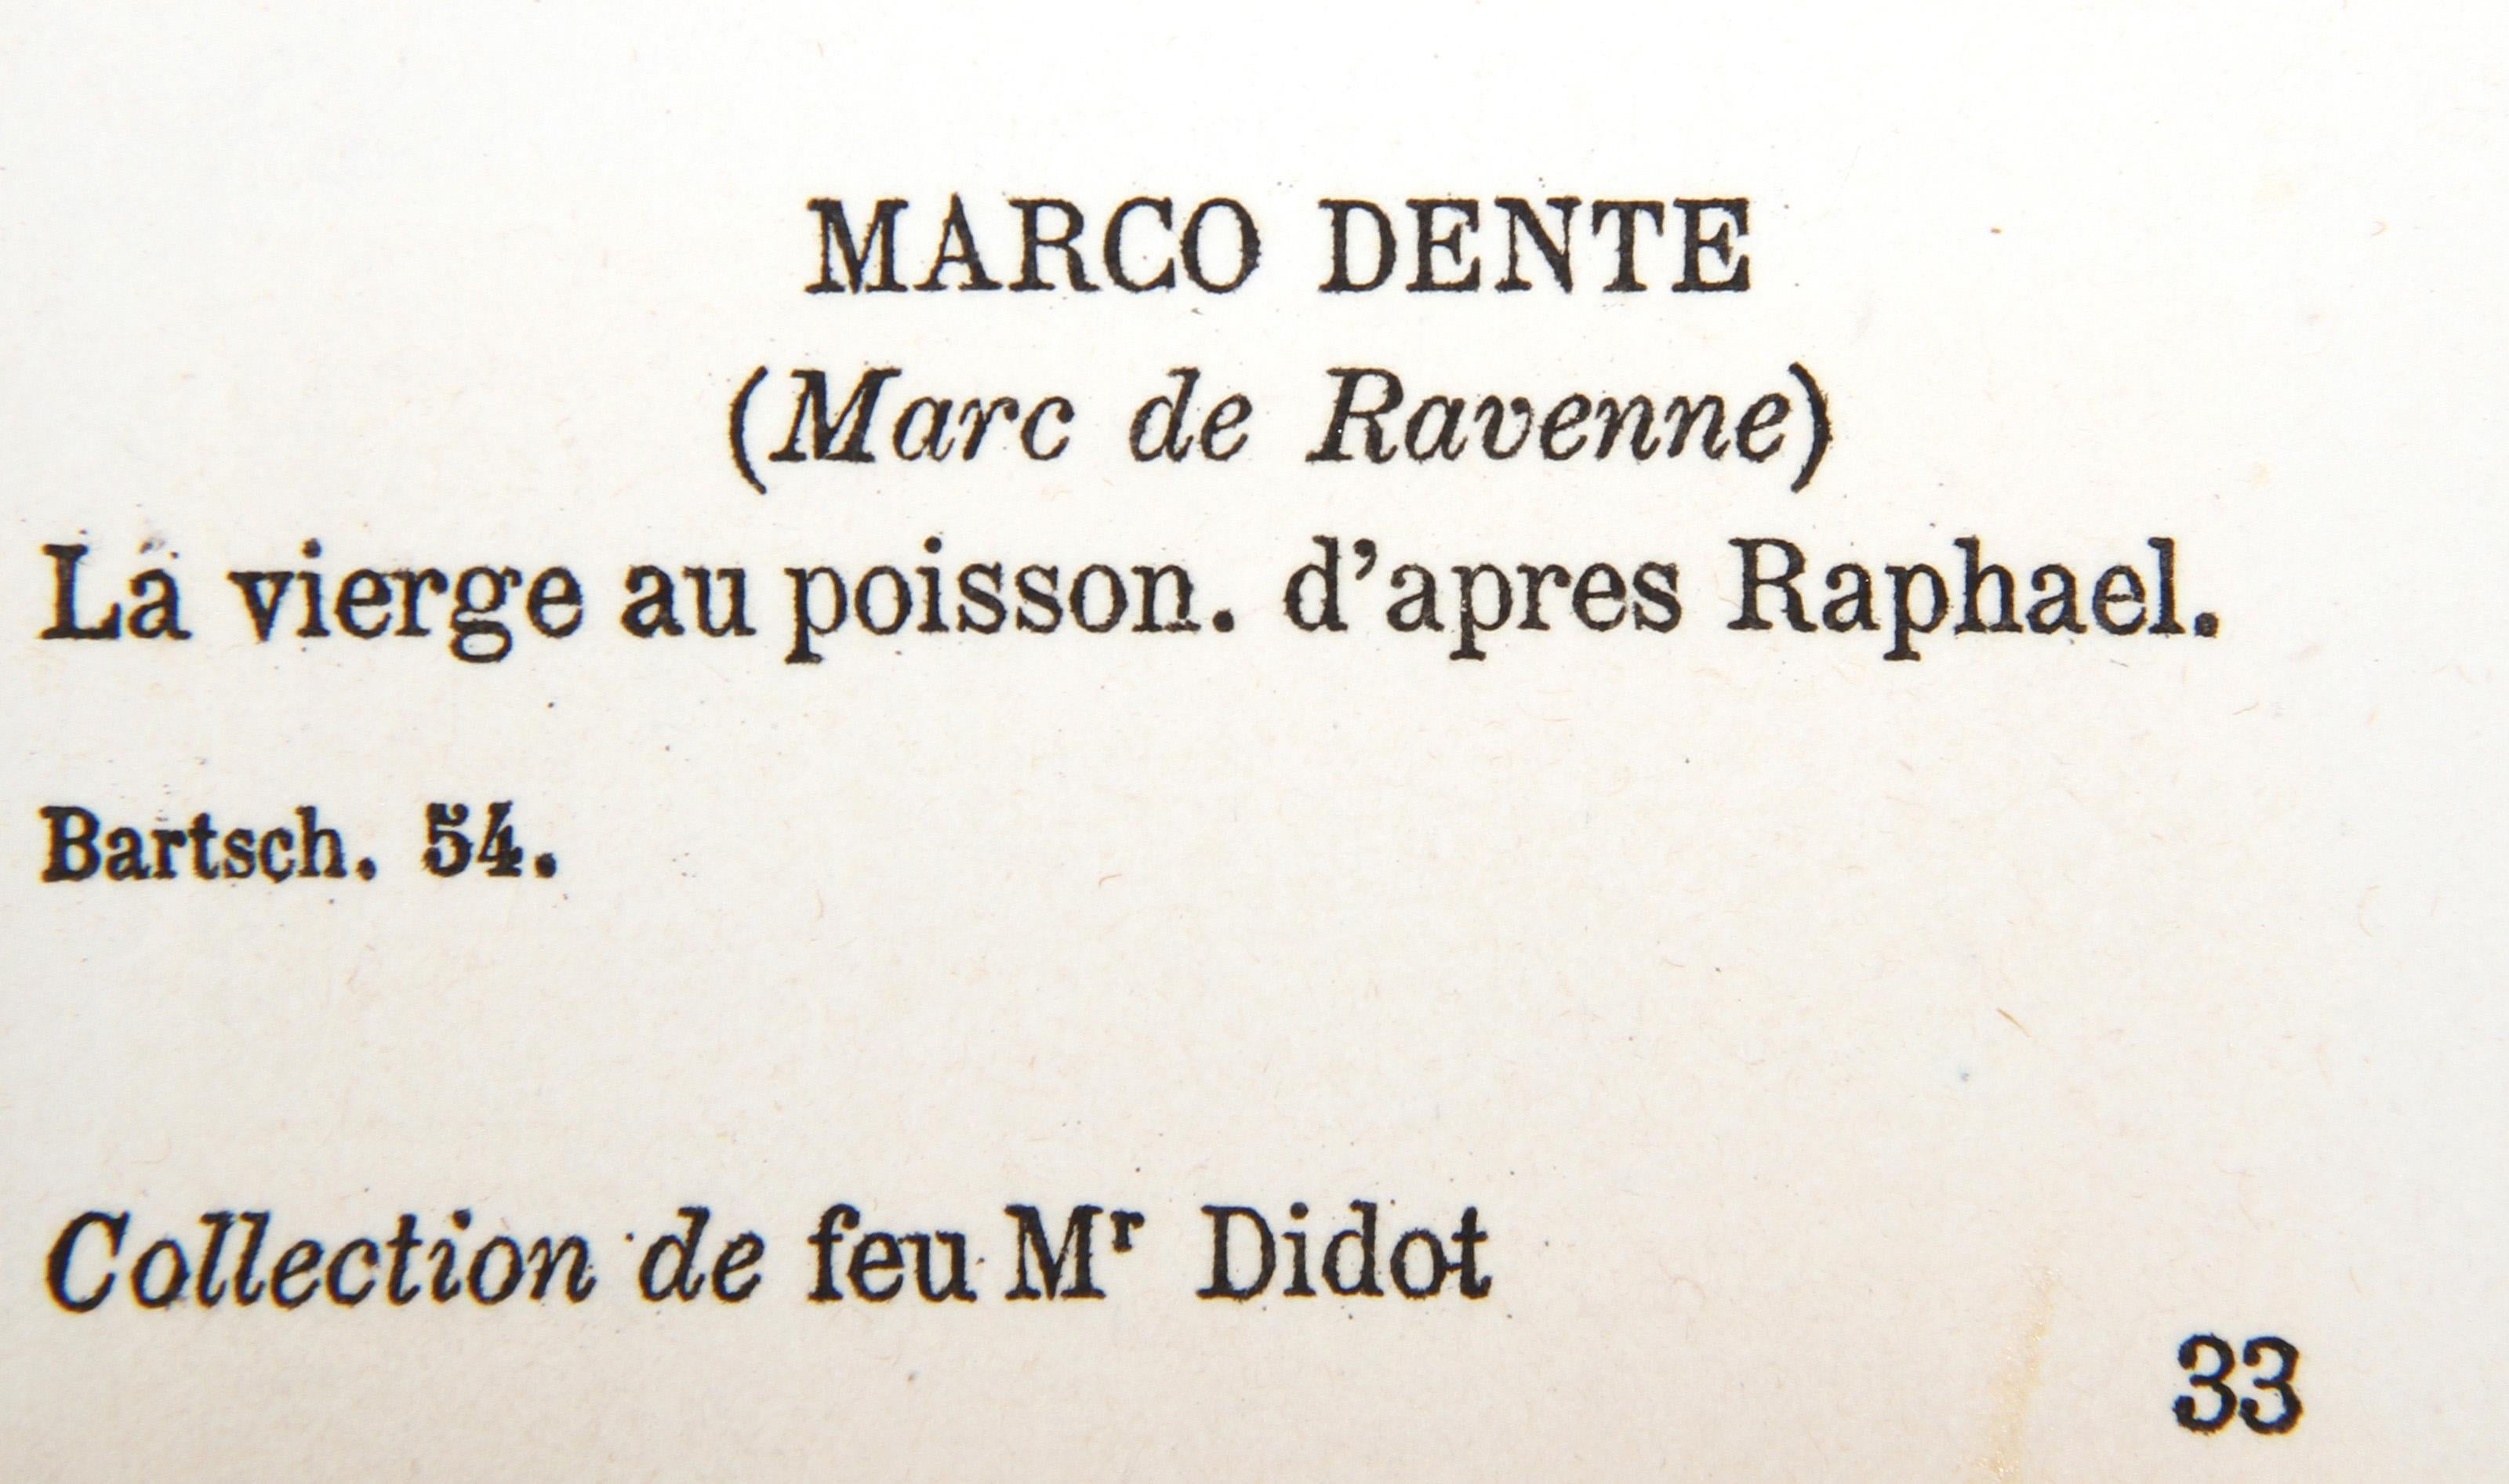 MARCO DENTE
(Marc de Ravenne)
La vierge au poisson. d'apres Raphael.
Bartsch. 54.
Collection de feu Mʳ Didot
33